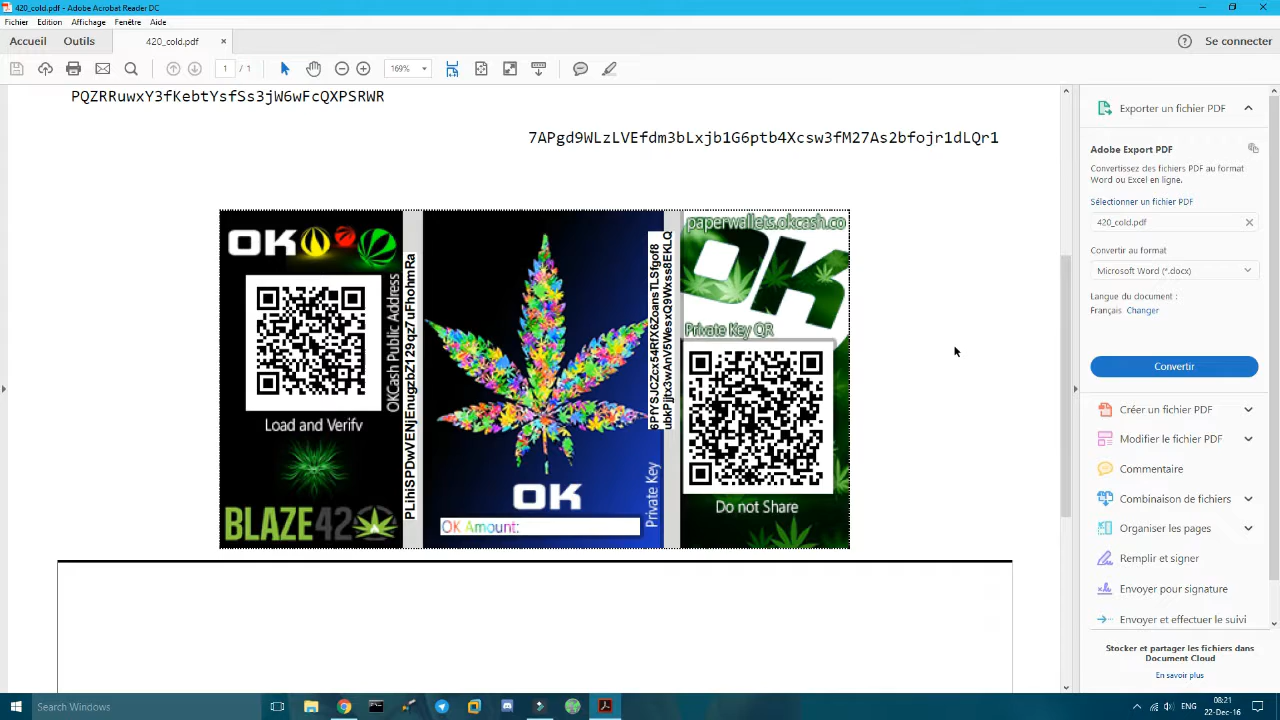 420_cold.pdf - Adobe Acrobat Reader DC
Fichier Edition Affichage Fenêtre Aide
Accueil Outils 420_cold.pdf × Se connecter
1 / 1 169%
PQZRRuwxY3fKebtYsfSs3jW6wFcQXPSRWR
7APgd9WLzLVEfdm3bLxjb1G6ptb4Xcsw3fM27As2bfojr1dLQr1
OK
OKCash Public Address
Load and Verify
BLAZE420
OK
OK Amount:
Private Key
paperwallets.okcash.co
OK
Private Key QR
Do not Share
Exporter un fichier PDF
Adobe Export PDF
Convertissez des fichiers PDF au format
Word ou Excel en ligne.
Sélectionner un fichier PDF
420_cold.pdf ×
Convertir au format
Microsoft Word (*.docx)
Langue du document :
Français Changer
Convertir
Créer un fichier PDF
Modifier le fichier PDF
Commentaire
Combinaison de fichiers
Organiser les pages
Remplir et signer
Envoyer pour signature
Envoyer et effectuer le suivi
Stocker et partager les fichiers dans
Document Cloud
En savoir plus
Search Windows
ENG
08:21
22-Dec-16